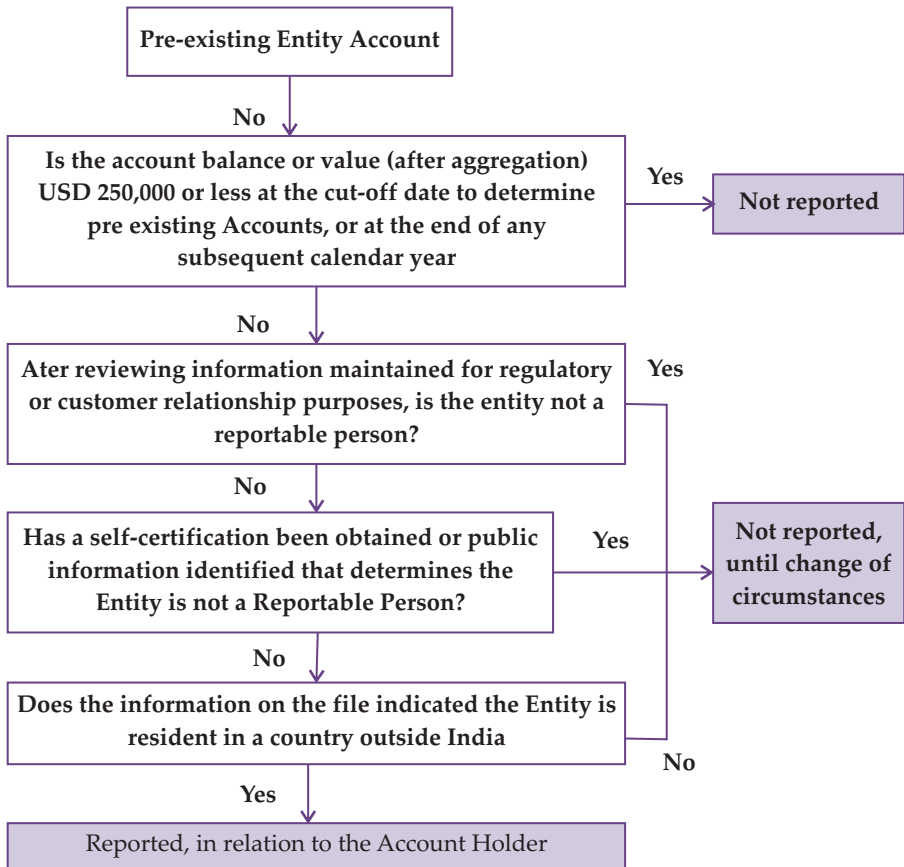 Pre-existing Entity Account
No
Is the account balance or value (after aggregation)
USD 250,000 or less at the cut-off date to determine
pre existing Accounts, or at the end of any
subsequent calendar year
Yes
Not reported
No
Ater reviewing information maintained for regulatory
or customer relationship purposes, is the entity not a
reportable person?
Yes
No
Has a self-certification been obtained or public
information identified that determines the
Entity is not a Reportable Person?
Yes
Not reported,
until change of
circumstances
No
Does the information on the file indicated the Entity is
resident in a country outside India
No
Yes
Reported, in relation to the Account Holder